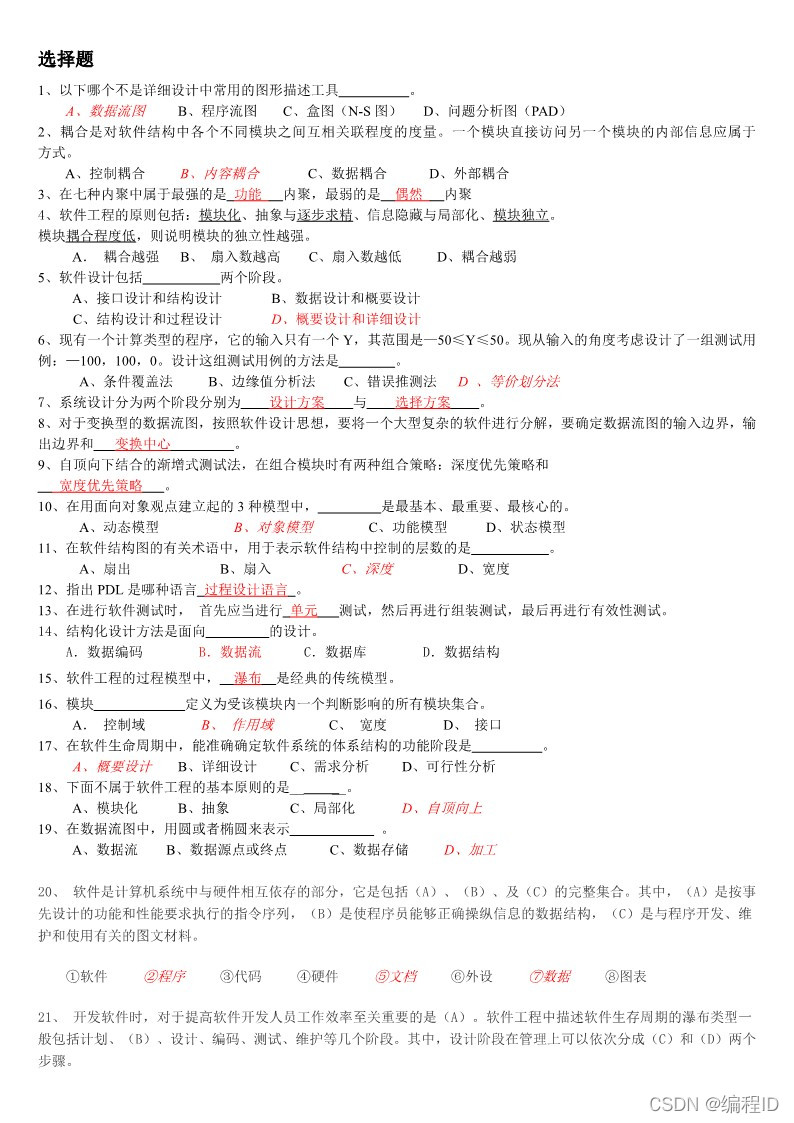 选择题
1、以下哪个不是详细设计中常用的图形描述工具__________。
A、数据流图 B、程序流图 C、盒图（N-S 图） D、问题分析图（PAD）
2、耦合是对软件结构中各个不同模块之间互相关联程度的度量。一个模块直接访问另一个模块的内部信息应属于
方式。
A、控制耦合 B、内容耦合 C、数据耦合 D、外部耦合
3、在七种内聚中属于最强的是_功能__内聚，最弱的是__偶然__内聚
4、软件工程的原则包括：模块化、抽象与逐步求精、信息隐藏与局部化、模块独立。
模块耦合程度低，则说明模块的独立性越强。
A． 耦合越强 B、 扇入数越高 C、扇入数越低 D、耦合越弱
5、软件设计包括___________两个阶段。
A、接口设计和结构设计 B、数据设计和概要设计
C、结构设计和过程设计 D、概要设计和详细设计
6、现有一个计算类型的程序，它的输入只有一个 Y，其范围是—50≤Y≤50。现从输入的角度考虑设计了一组测试用
例：—100，100，0。设计这组测试用例的方法是________。
A、条件覆盖法 B、边缘值分析法 C、错误推测法 D 、等价划分法
7、系统设计分为两个阶段分别为____设计方案____与____选择方案____。
8、对于变换型的数据流图，按照软件设计思想，要将一个大型复杂的软件进行分解，要确定数据流图的输入边界，输
出边界和___变换中心_________。
9、自顶向下结合的渐增式测试法，在组合模块时有两种组合策略：深度优先策略和
___宽度优先策略___。
10、在用面向对象观点建立起的 3 种模型中，_________是最基本、最重要、最核心的。
A、动态模型 B、对象模型 C、功能模型 D、状态模型
11、在软件结构图的有关术语中，用于表示软件结构中控制的层数的是___________。
A、扇出 B、扇入 C、深度 D、宽度
12、指出 PDL 是哪种语言_过程设计语言_。
13、在进行软件测试时， 首先应当进行_单元___测试，然后再进行组装测试，最后再进行有效性测试。
14、结构化设计方法是面向_________的设计。
A．数据编码 B．数据流 C．数据库 D．数据结构
15、软件工程的过程模型中，__瀑布__是经典的传统模型。
16、模块_____________定义为受该模块内一个判断影响的所有模块集合。
A． 控制域 B、 作用域 C、 宽度 D、 接口
17、在软件生命周期中，能准确确定软件系统的体系结构的功能阶段是__________。
A、概要设计 B、详细设计 C、需求分析 D、可行性分析
18、下面不属于软件工程的基本原则的是________。
A、模块化 B、抽象 C、局部化 D、自顶向上
19、在数据流图中，用圆或者椭圆来表示____________ 。
A、数据流 B、数据源点或终点 C、数据存储 D、加工
20、 软件是计算机系统中与硬件相互依存的部分，它是包括（A）、（B）、及（C）的完整集合。其中，（A）是按事
先设计的功能和性能要求执行的指令序列，（B）是使程序员能够正确操纵信息的数据结构，（C）是与程序开发、维
护和使用有关的图文材料。
①软件 ②程序 ③代码 ④硬件 ⑤文档 ⑥外设 ⑦数据 ⑧图表
21、 开发软件时，对于提高软件开发人员工作效率至关重要的是（A）。软件工程中描述软件生存周期的瀑布类型一
般包括计划、（B）、设计、编码、测试、维护等几个阶段。其中，设计阶段在管理上可以依次分成（C）和（D）两个
步骤。
CSDN @编程ID